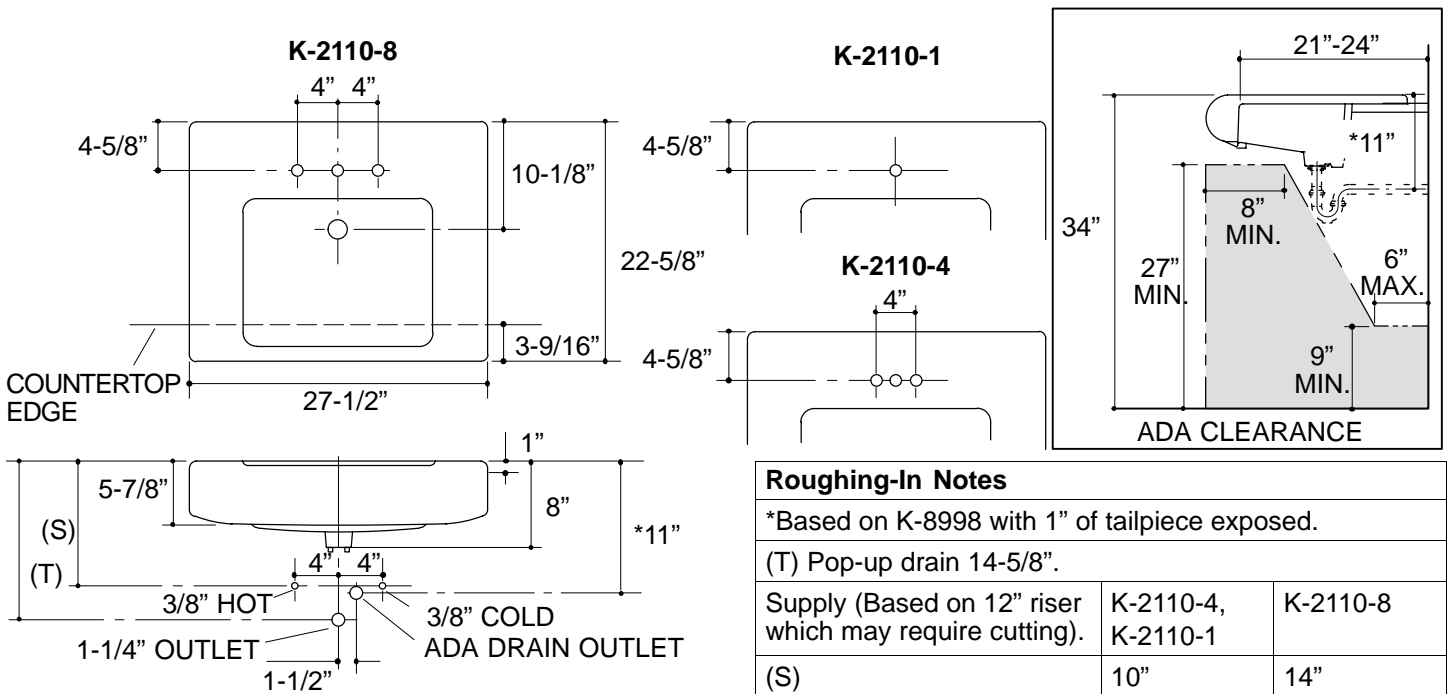 K-2110-8
4” 4”
4-5/8”
10-1/8”
22-5/8”
3-9/16”
COUNTERTOP
EDGE
27-1/2”
K-2110-1
4-5/8”
K-2110-4
4”
4-5/8”
21”-24”
*11”
34”
8”
MIN.
27”
MIN.
6”
MAX.
9”
MIN.
ADA CLEARANCE
1”
5-7/8”
8”
(S)
*11”
(T)
4” 4”
3/8” HOT
3/8” COLD
1-1/4” OUTLET
ADA DRAIN OUTLET
1-1/2”
Roughing-In Notes
*Based on K-8998 with 1” of tailpiece exposed.
(T) Pop-up drain 14-5/8”.
Supply (Based on 12” riser K-2110-4, K-2110-8
which may require cutting). K-2110-1
(S) 10” 14”